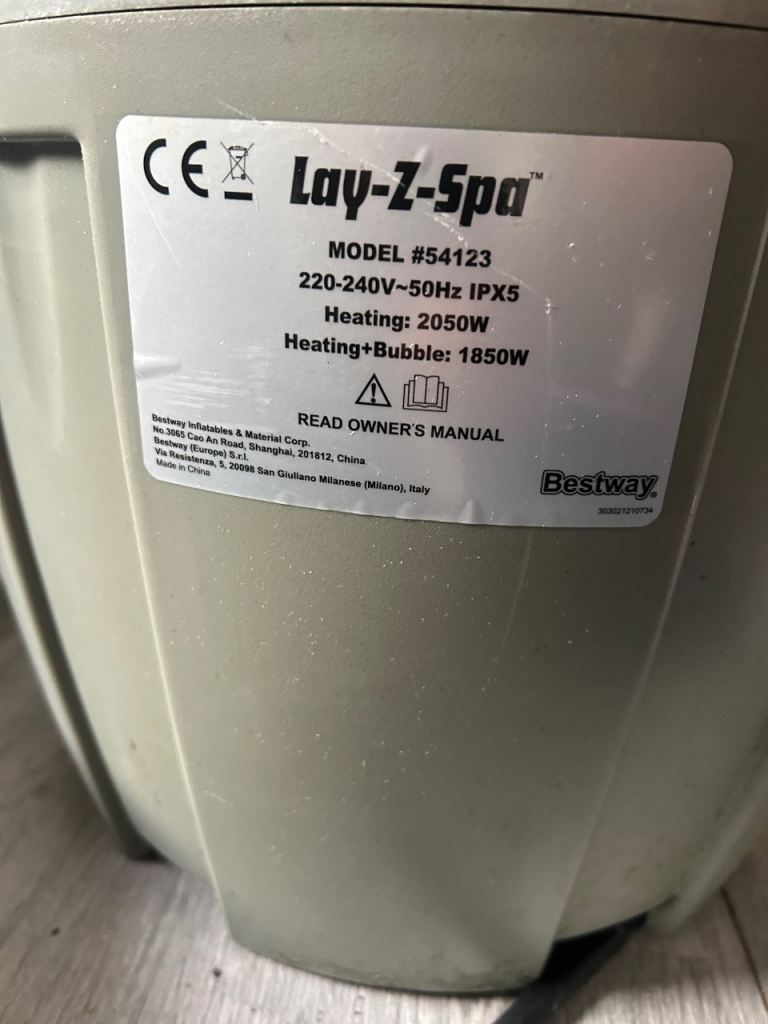 CE Lay-Z-Spa™
MODEL #54123
220-240V~50Hz IPX5
Heating: 2050W
Heating+Bubble: 1850W
READ OWNER'S MANUAL
Bestway Inflatables & Material Corp.
No.3065 Cao An Road, Shanghai, 201812, China
Bestway (Europe) S.r.l.
Via Resistenza, 5, 20098 San Giuliano Milanese (Milano), Italy
Made in China
Bestway®
303021210734